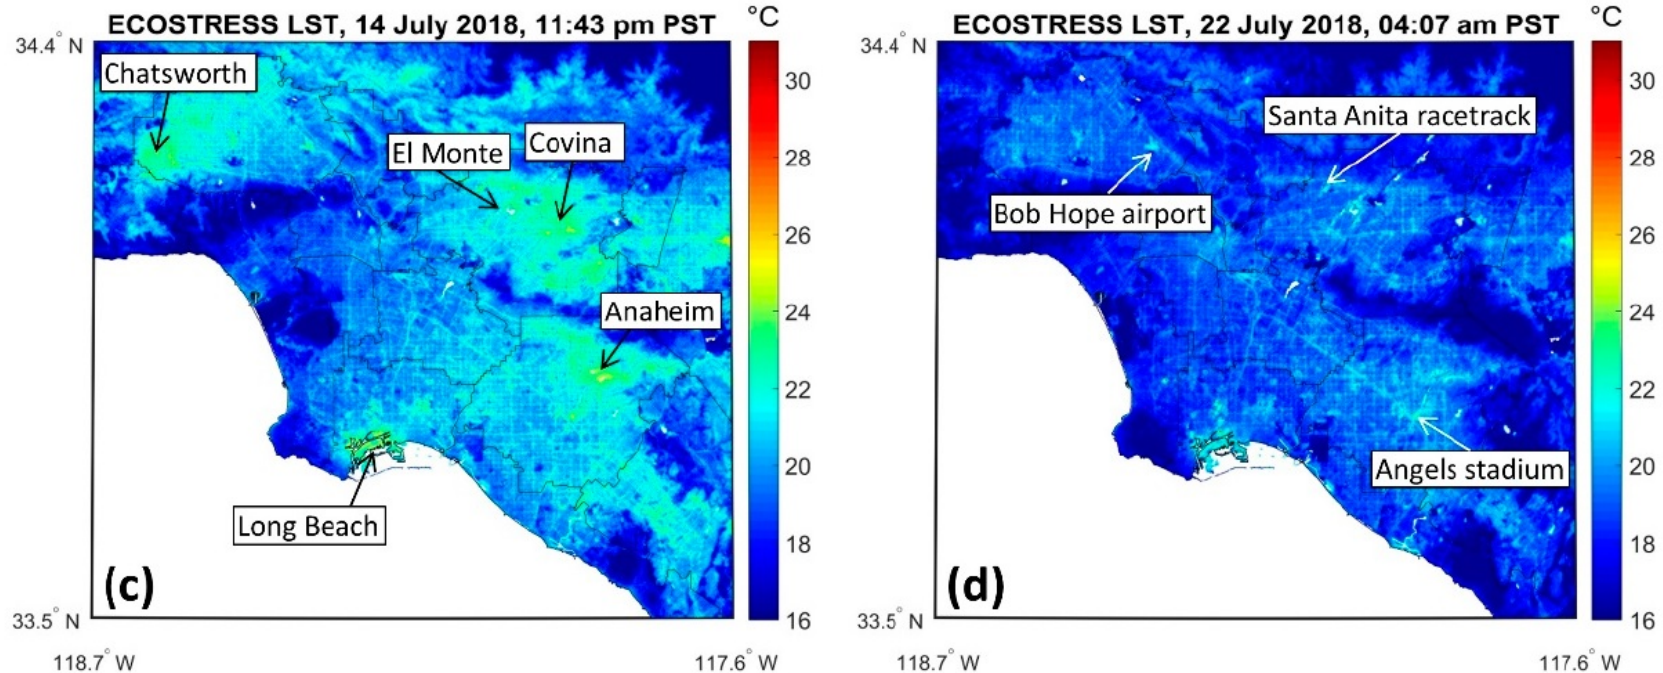 ECOSTRESS LST, 14 July 2018, 11:43 pm PST
°C
34.4° N
Chatsworth
El Monte
Covina
Anaheim
Long Beach
(c)
33.5° N
118.7° W
117.6° W
30
28
26
24
22
20
18
16
ECOSTRESS LST, 22 July 2018, 04:07 am PST
°C
34.4° N
Santa Anita racetrack
Bob Hope airport
Angels stadium
(d)
33.5° N
118.7° W
117.6° W
30
28
26
24
22
20
18
16